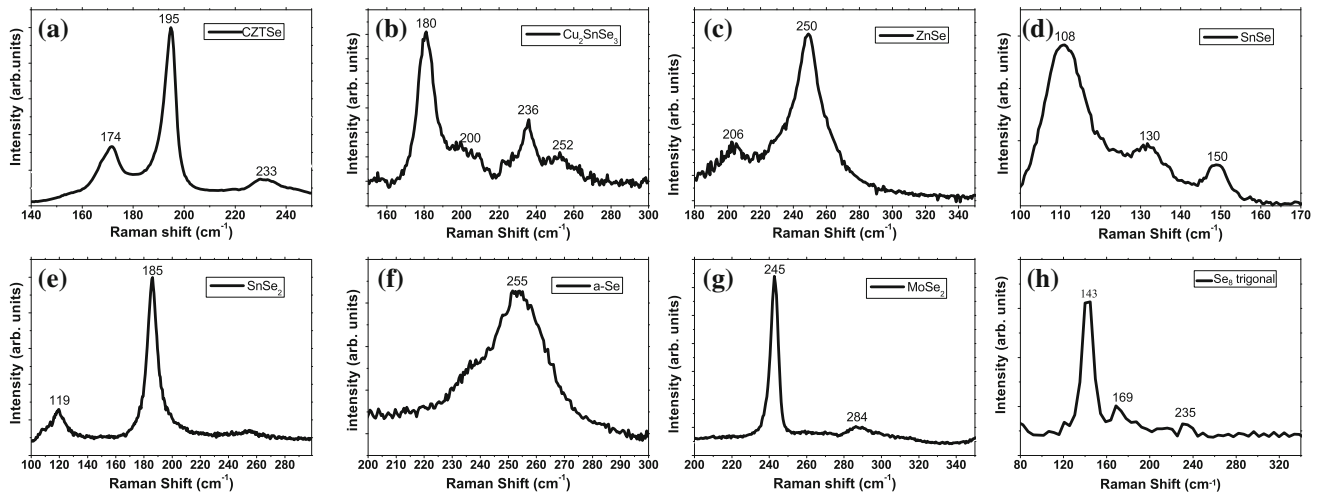 (a)
CZTSe
195
174
233
Intensity (arb.units)
140 160 180 200 220 240
Raman shift (cm⁻¹)
(b)
Cu₂SnSe₃
180
200
236
252
Intensity (arb. units)
160 180 200 220 240 260 280 300
Raman shift (cm⁻¹)
(c)
ZnSe
250
206
Intensity (arb. units)
180 200 220 240 260 280 300 320 340
Raman shift (cm⁻¹)
(d)
SnSe
108
130
150
Intensity (arb. units)
100 110 120 130 140 150 160 170
Raman Shift (cm⁻¹)
(e)
SnSe₂
185
119
Intensity (arb. units)
100 120 140 160 180 200 220 240 260 280
Raman Shift (cm⁻¹)
(f)
a-Se
255
Intensity (arb. units)
200 210 220 230 240 250 260 270 280 290 300
Raman Shift (cm⁻¹)
(g)
MoSe₂
245
284
Intensity (arb. units)
200 220 240 260 280 300 320 340
Raman Shift (cm⁻¹)
(h)
Se₈ trigonal
143
169
235
Intensity (arb. units)
80 120 160 200 240 280 320
Raman Shift (cm⁻¹)